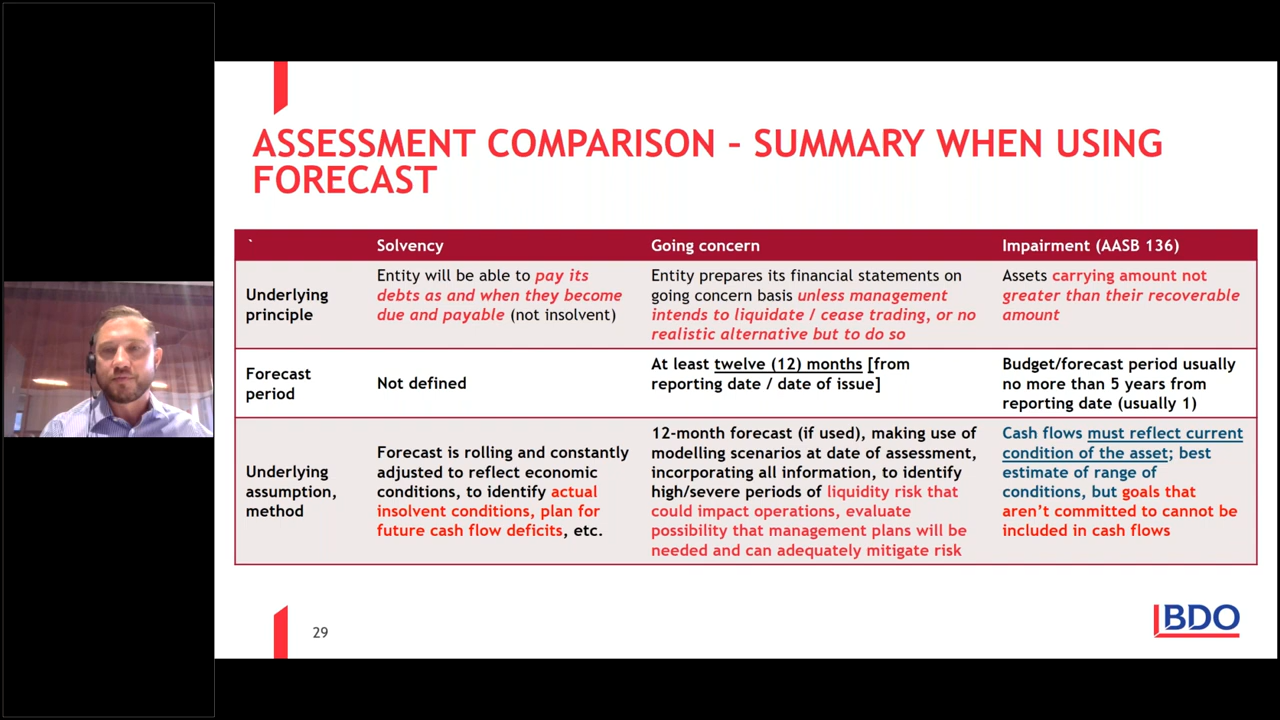 ASSESSMENT COMPARISON – SUMMARY WHEN USING
FORECAST
`
Solvency
Going concern
Impairment (AASB 136)
Underlying
principle
Entity will be able to pay its
debts as and when they become
due and payable (not insolvent)
Entity prepares its financial statements on
going concern basis unless management
intends to liquidate / cease trading, or no
realistic alternative but to do so
Assets carrying amount not
greater than their recoverable
amount
Forecast
period
Not defined
At least twelve (12) months [from
reporting date / date of issue]
Budget/forecast period usually
no more than 5 years from
reporting date (usually 1)
Underlying
assumption,
method
Forecast is rolling and constantly
adjusted to reflect economic
conditions, to identify actual
insolvent conditions, plan for
future cash flow deficits, etc.
12-month forecast (if used), making use of
modelling scenarios at date of assessment,
incorporating all information, to identify
high/severe periods of liquidity risk that
could impact operations, evaluate
possibility that management plans will be
needed and can adequately mitigate risk
Cash flows must reflect current
condition of the asset; best
estimate of range of
conditions, but goals that
aren't committed to cannot be
included in cash flows
29
BDO